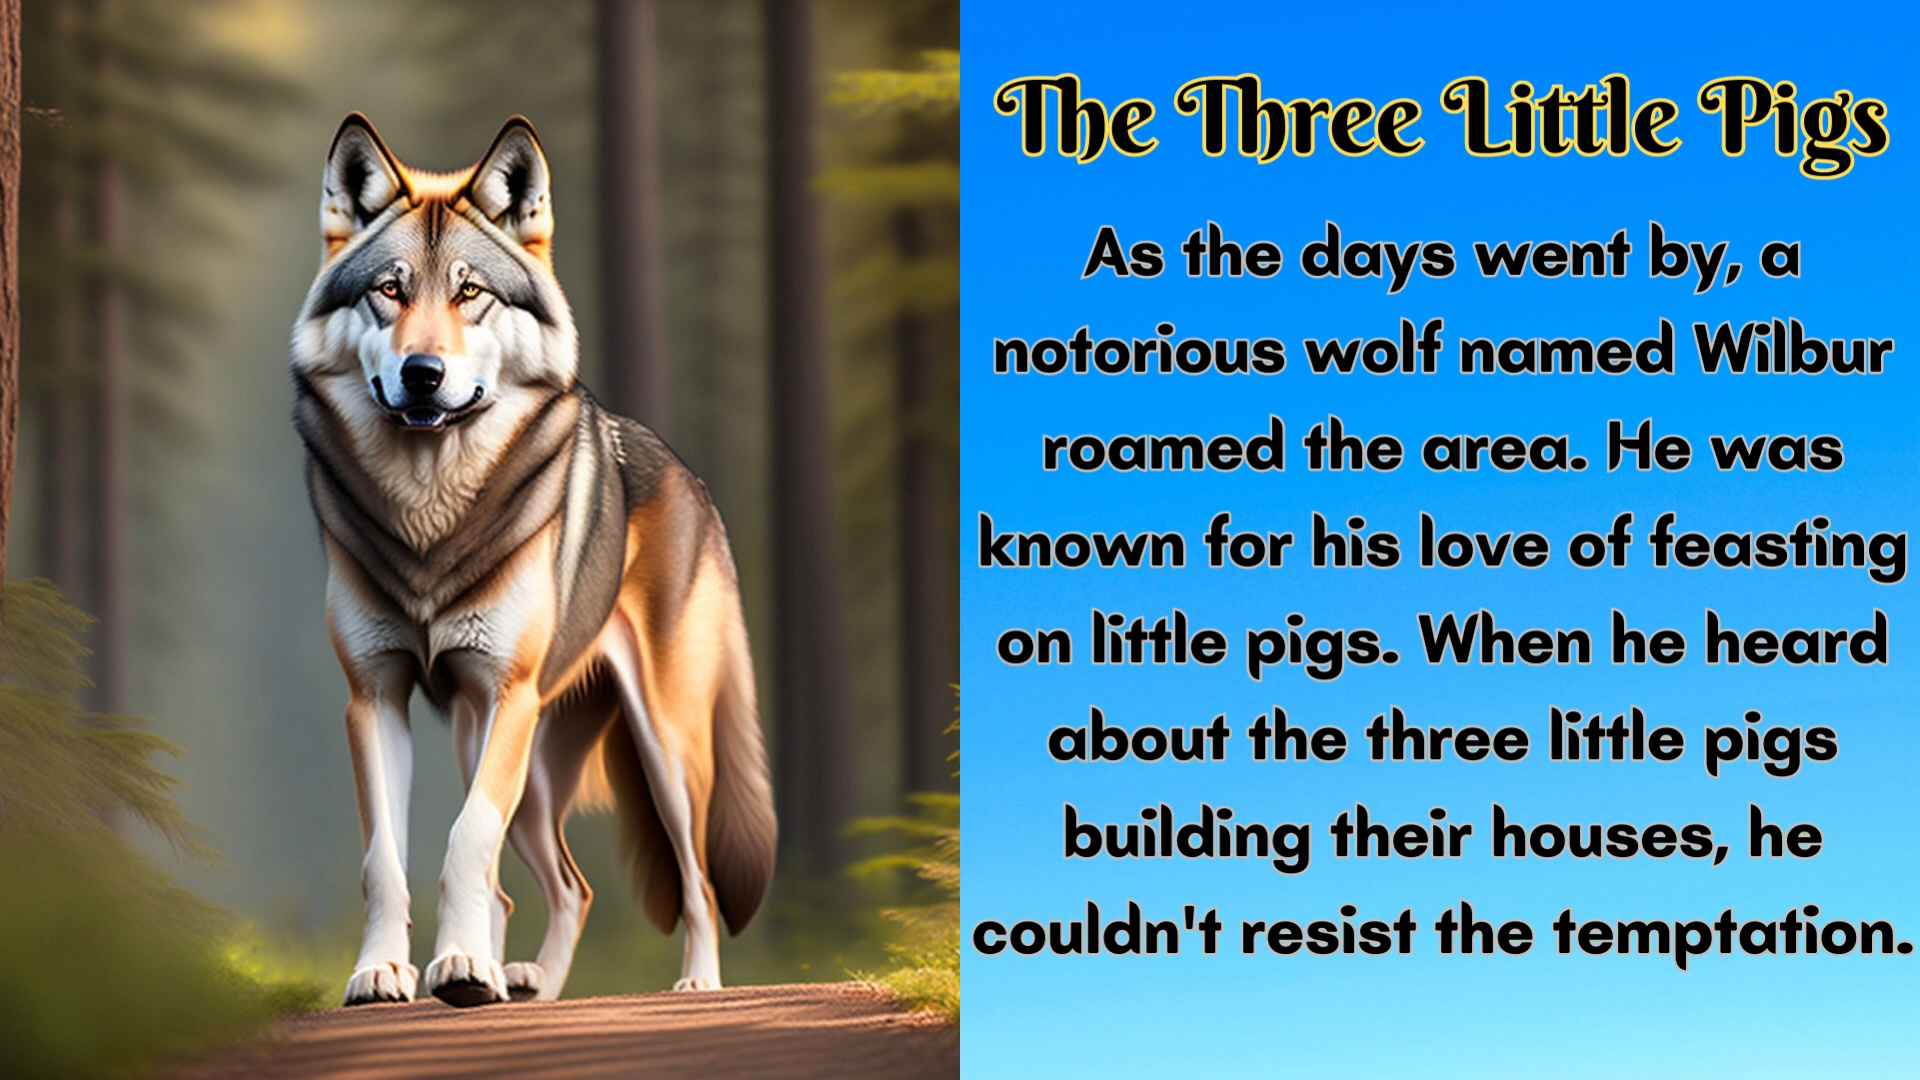 The Three Little Pigs
As the days went by, a
notorious wolf named Wilbur
roamed the area. He was
known for his love of feasting
on little pigs. When he heard
about the three little pigs
building their houses, he
couldn't resist the temptation.